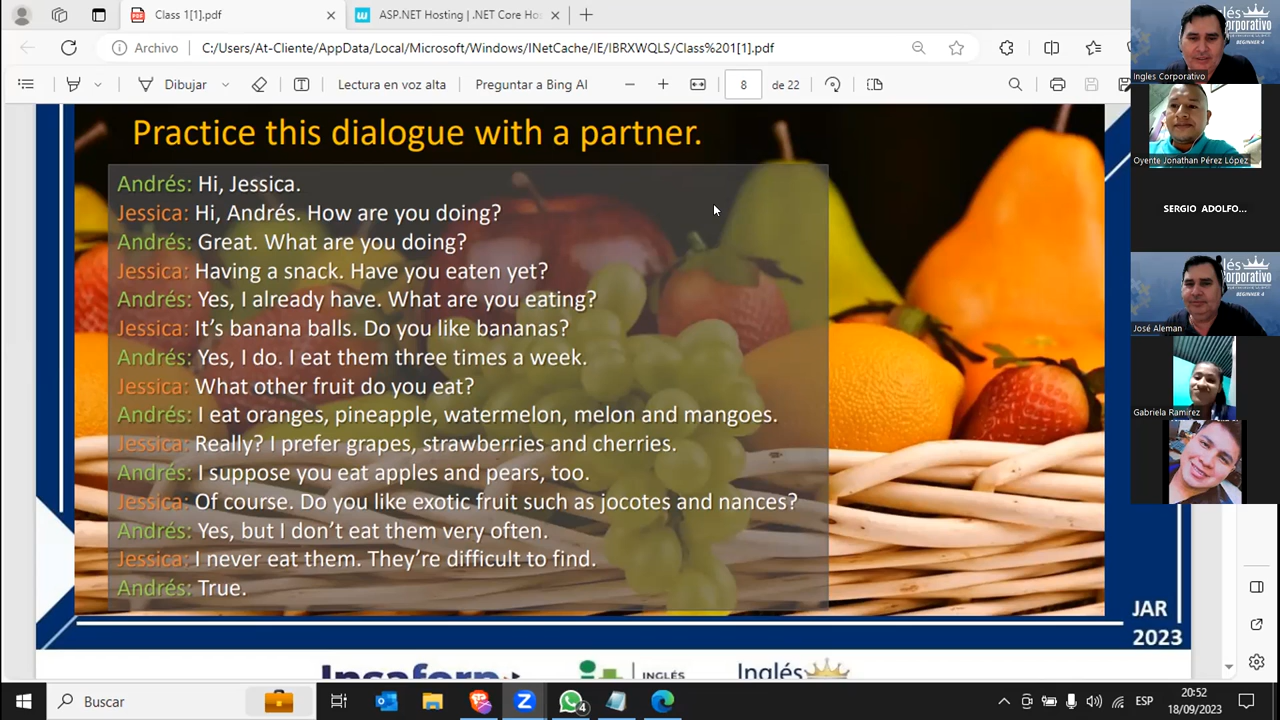 Class 1[1].pdf
ASP.NET Hosting | .NET Core Ho
Archivo
C:/Users/At-Cliente/AppData/Local/Microsoft/Windows/INetCache/IE/IBRXWQLS/Class%201[1].pdf
Dibujar
Lectura en voz alta
Preguntar a Bing AI
8
de 22
Practice this dialogue with a partner.
Andrés: Hi, Jessica.
Jessica: Hi, Andrés. How are you doing?
Andrés: Great. What are you doing?
Jessica: Having a snack. Have you eaten yet?
Andrés: Yes, I already have. What are you eating?
Jessica: It's banana balls. Do you like bananas?
Andrés: Yes, I do. I eat them three times a week.
Jessica: What other fruit do you eat?
Andrés: I eat oranges, pineapple, watermelon, melon and mangoes.
Jessica: Really? I prefer grapes, strawberries and cherries.
Andrés: I suppose you eat apples and pears, too.
Jessica: Of course. Do you like exotic fruit such as jocotes and nances?
Andrés: Yes, but I don't eat them very often.
Jessica: I never eat them. They're difficult to find.
Andrés: True.
JAR
2023
Insaforp
INGLÉS
Inglés
Ingles Corporativo
BEGINNER 4
Oyente Jonathan Pérez López
SERGIO ADOLFO...
José Aleman
BEGINNER 4
Gabriela Ramírez
Buscar
4
ESP
20:52
18/09/2023